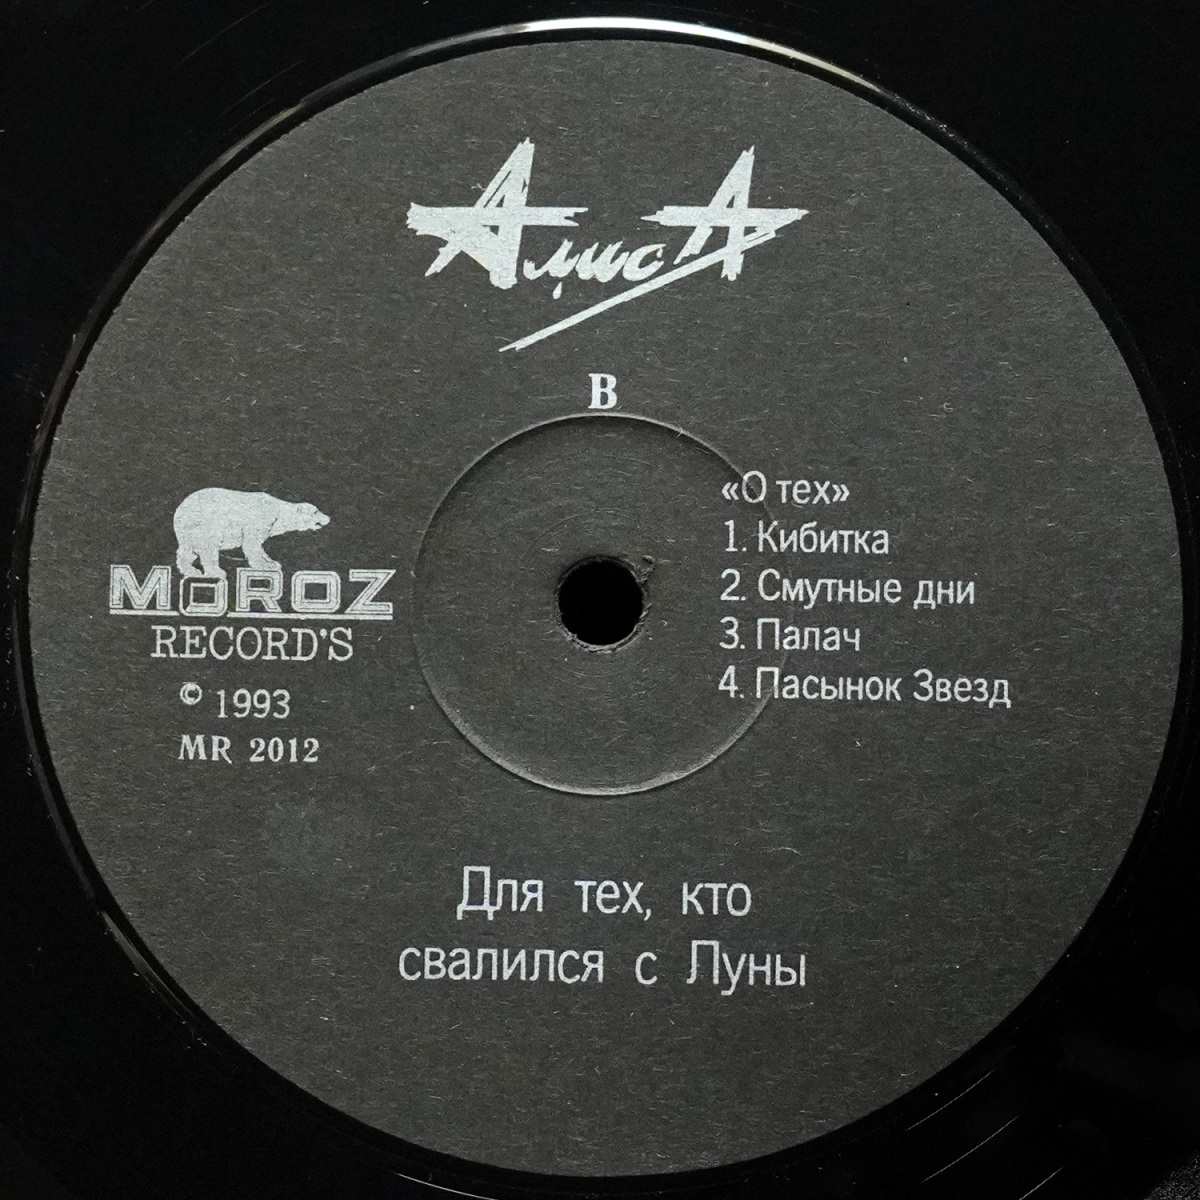 АлисА
В
«О тех»
1. Кибитка
2. Смутные дни
3. Палач
4. Пасынок Звезд
MOROZ
RECORD'S
© 1993
MR 2012
Для тех, кто
свалился с Луны